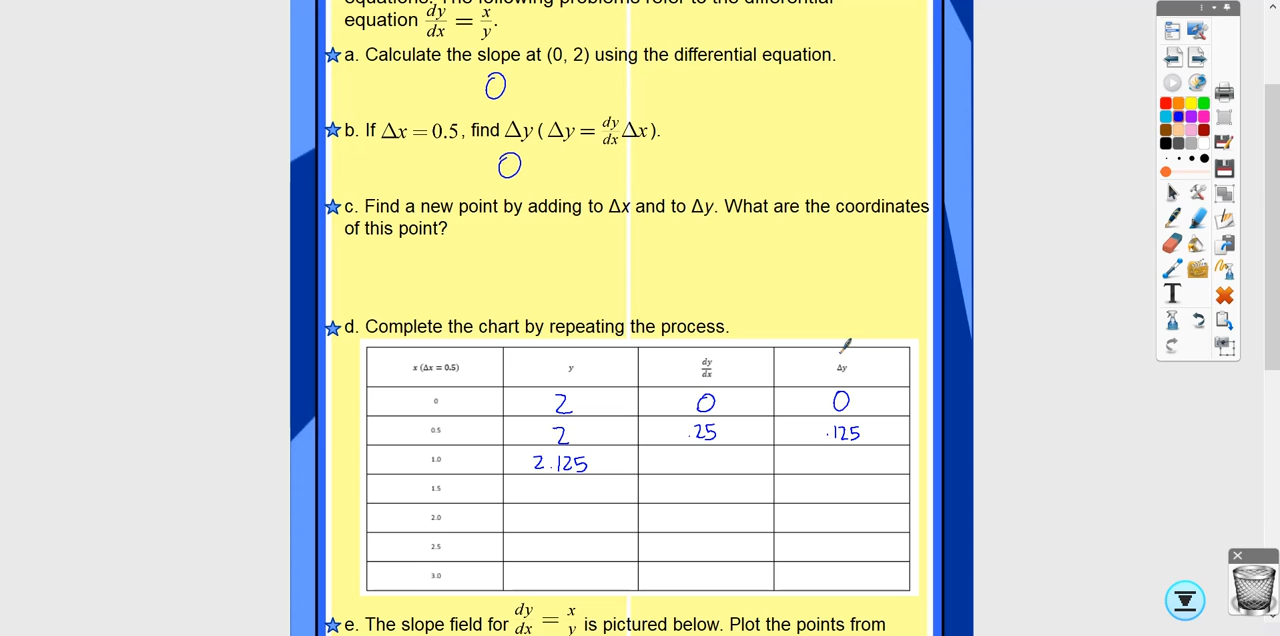 equation dy/dx = x/y.
a. Calculate the slope at (0, 2) using the differential equation.
0
b. If Δx = 0.5, find Δy (Δy = dy/dx Δx).
0
c. Find a new point by adding to Δx and to Δy. What are the coordinates
of this point?
d. Complete the chart by repeating the process.
x (Δx = 0.5) y dy/dx Δy
0 2 0 0
0.5 2 .25 .125
1.0 2.125
1.5
2.0
2.5
3.0
e. The slope field for dy/dx = x/y is pictured below. Plot the points from
T